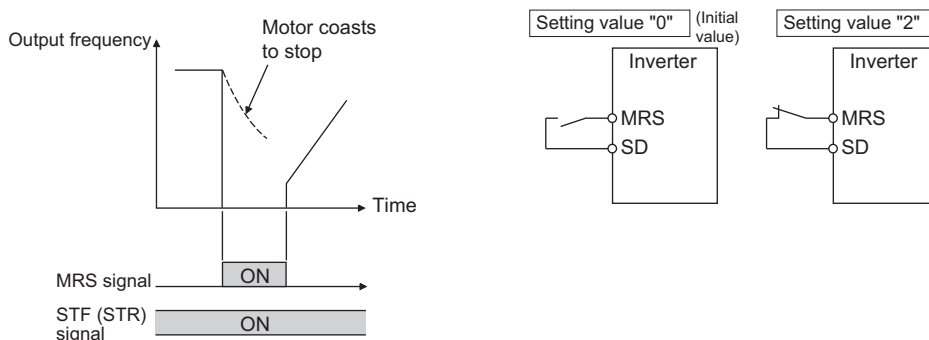 Output frequency
Motor coasts
to stop
Time
MRS signal
ON
STF (STR)
signal
ON
Setting value "0"
(Initial
value)
Inverter
MRS
SD
Setting value "2"
Inverter
MRS
SD